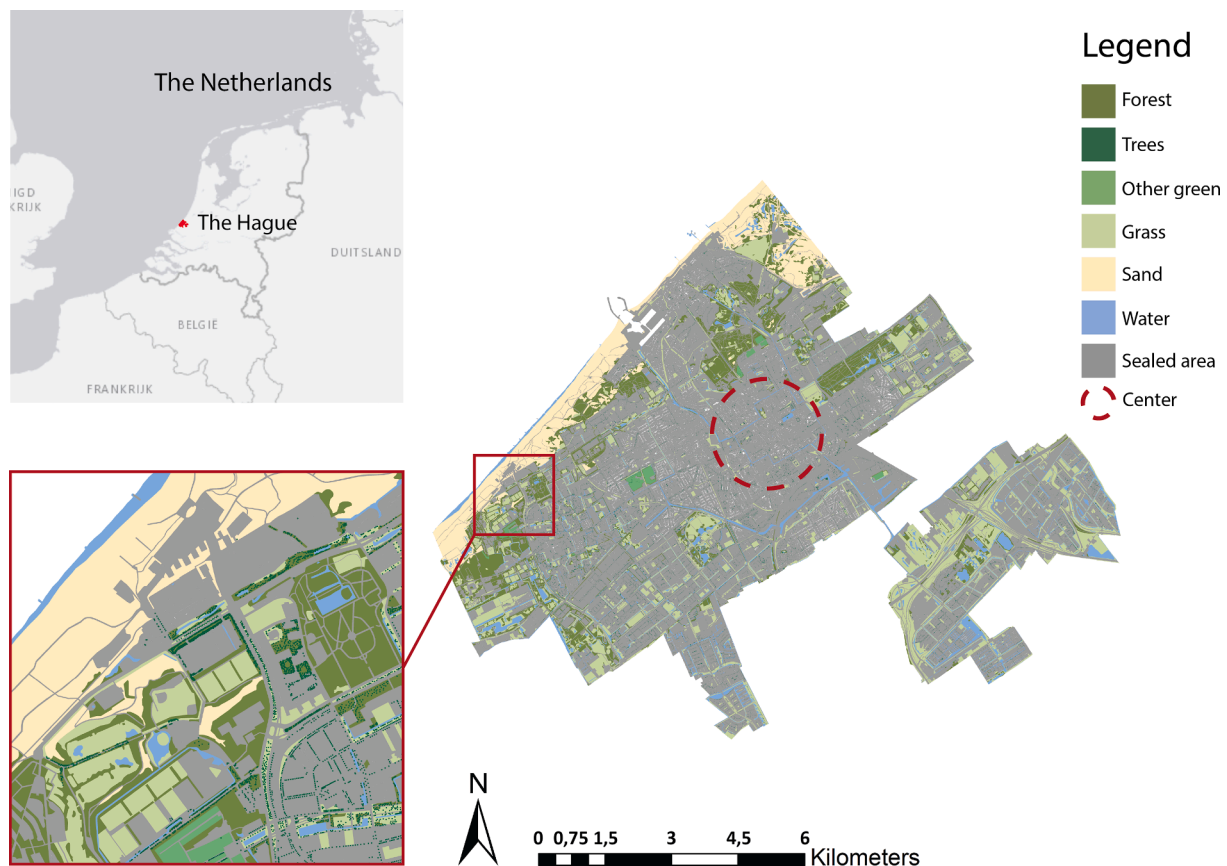 The Netherlands
IGD
KRIJK
The Hague
DUITSLAND
BELGIË
FRANKRIJK
Legend
Forest
Trees
Other green
Grass
Sand
Water
Sealed area
Center
N
0 0,75 1,5 3 4,5 6
Kilometers